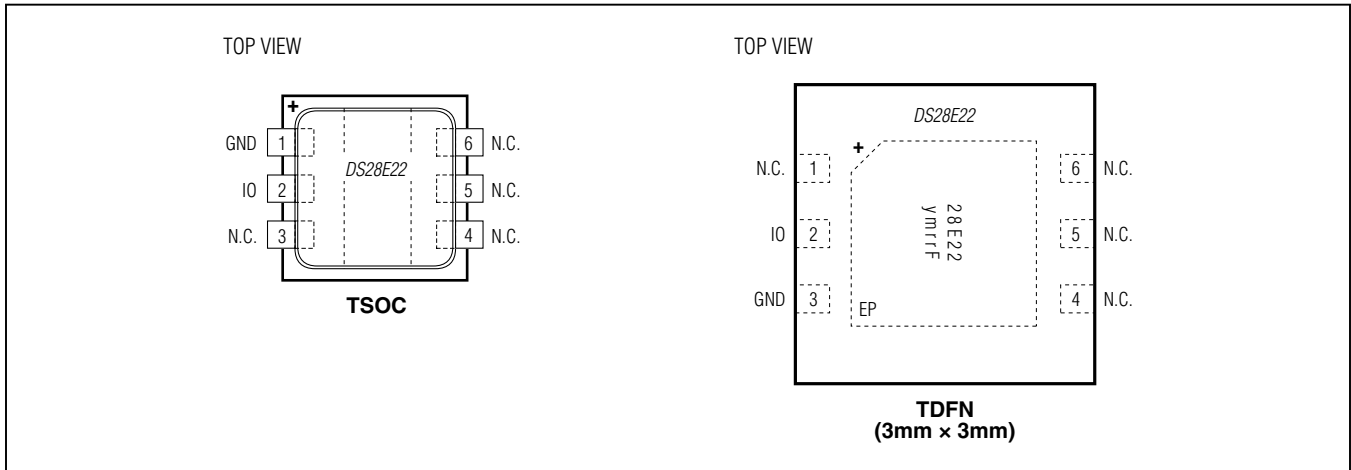 TOP VIEW
+
GND 1
6 N.C.
DS28E22
IO 2
5 N.C.
N.C. 3
4 N.C.
TSOC
TOP VIEW
DS28E22
+
N.C. 1
6 N.C.
28E22
ymrrF
IO 2
5 N.C.
GND 3
4 N.C.
EP
TDFN
(3mm × 3mm)